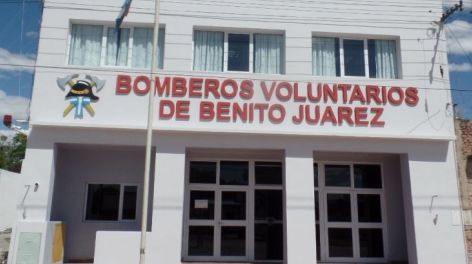 BOMBEROS VOLUNTARIOS
DE BENITO JUAREZ